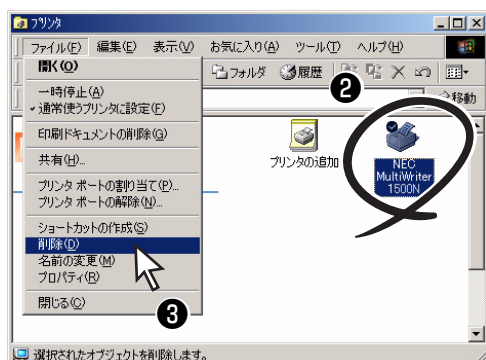 プリンタ
ファイル(F) 編集(E) 表示(V) お気に入り(A) ツール(T) ヘルプ(H)
開く(O)
フォルダ 履歴
❷
一時停止(A)
通常使うプリンタに設定(F)
移動
印刷ドキュメントの削除(G)
共有(H)...
プリンタの追加
NEC
MultiWriter
1500N
プリンタ ポートの割り当て(P)...
プリンタ ポートの解除(N)...
ショートカットの作成(S)
削除(D)
名前の変更(M)
プロパティ(R)
閉じる(C)
❸
選択されたオブジェクトを削除します。